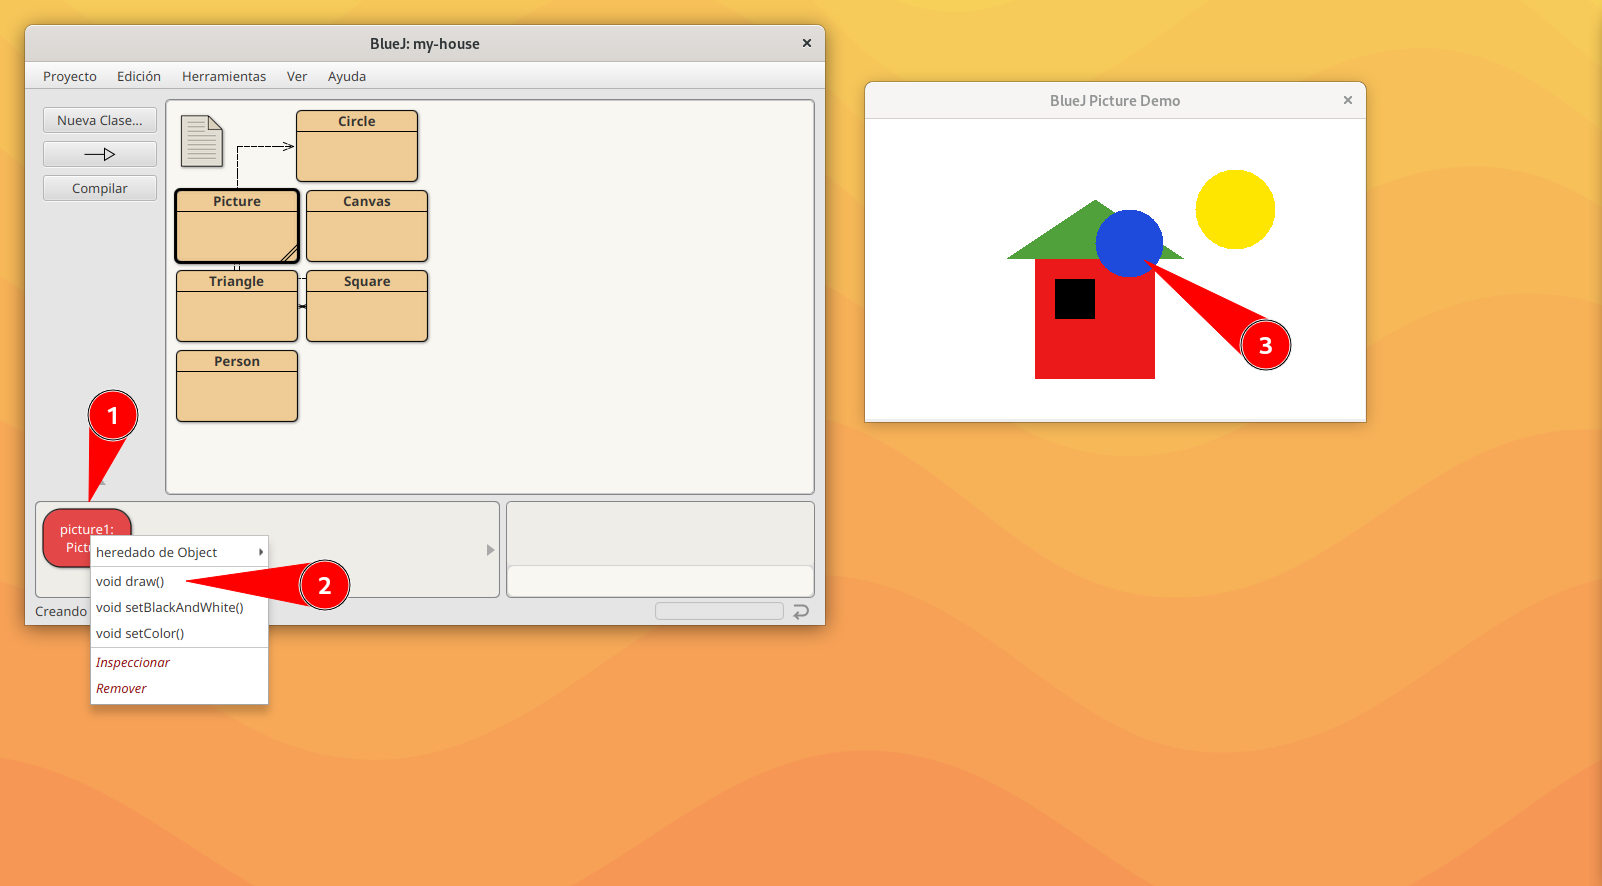 BlueJ: my-house
Proyecto Edición Herramientas Ver Ayuda
Nueva Clase...
Compilar
Circle
Picture
Canvas
Triangle
Square
Person
1
picture1:
heredado de Object
void draw()
2
void setBlackAndWhite()
void setColor()
Inspeccionar
Remover
Creando
BlueJ Picture Demo
3